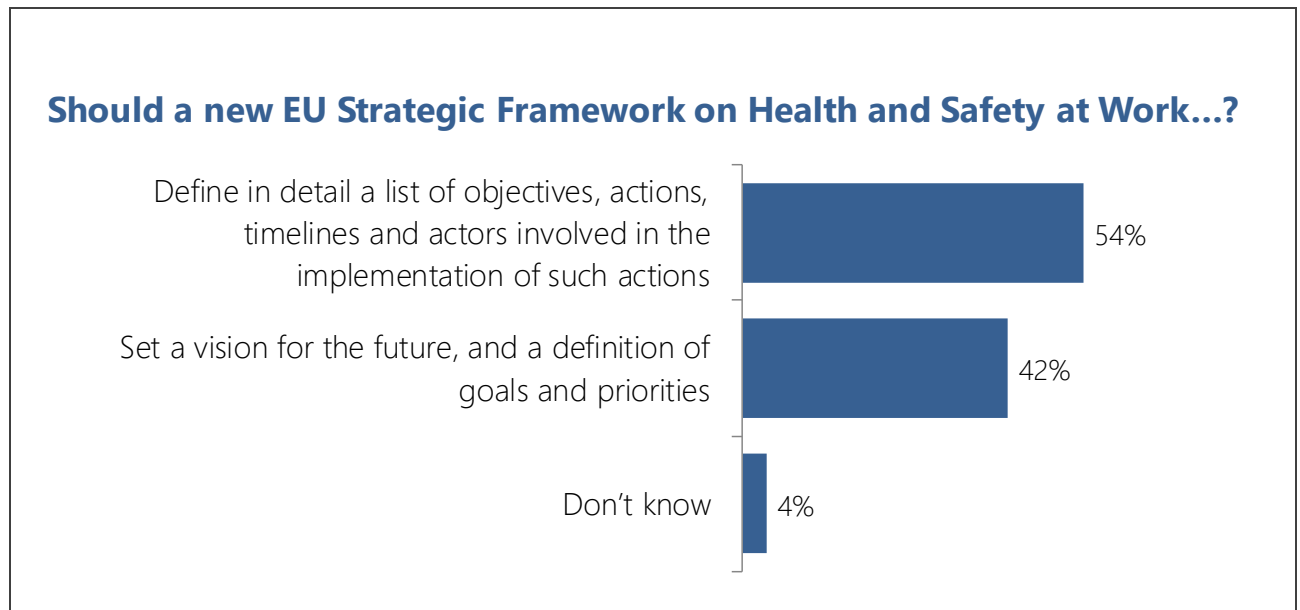 Should a new EU Strategic Framework on Health and Safety at Work...?
Define in detail a list of objectives, actions,
timelines and actors involved in the
implementation of such actions
54%
Set a vision for the future, and a definition of
goals and priorities
42%
Don’t know
4%